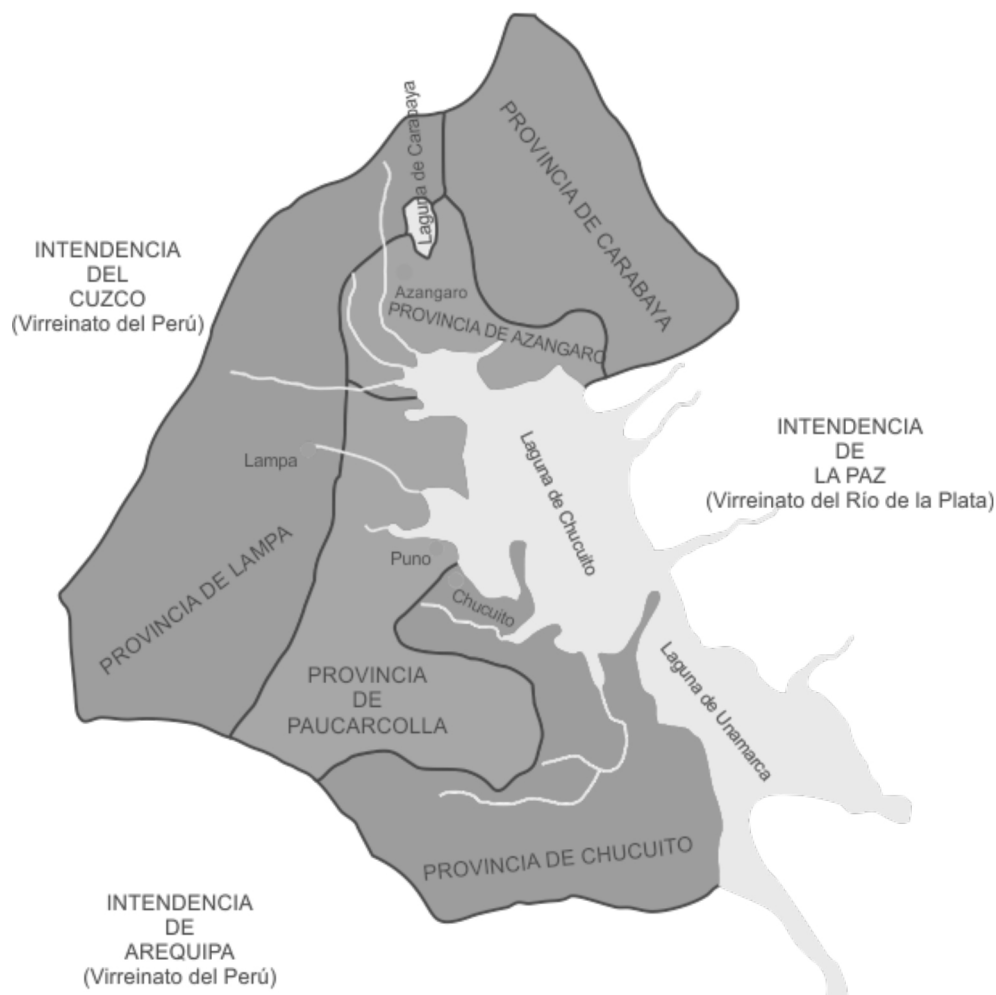 Laguna de Carabaya
PROVINCIA DE CARABAYA
INTENDENCIA
DEL
CUZCO
(Virreinato del Perú)
Azangaro
PROVINCIA DE AZANGARO
INTENDENCIA
DE
LA PAZ
(Virreinato del Río de la Plata)
Laguna de Chucuito
Lampa
PROVINCIA DE LAMPA
Puno
Chucuito
PROVINCIA
DE
PAUCARCOLLA
Laguna de Unamarca
PROVINCIA DE CHUCUITO
INTENDENCIA
DE
AREQUIPA
(Virreinato del Perú)